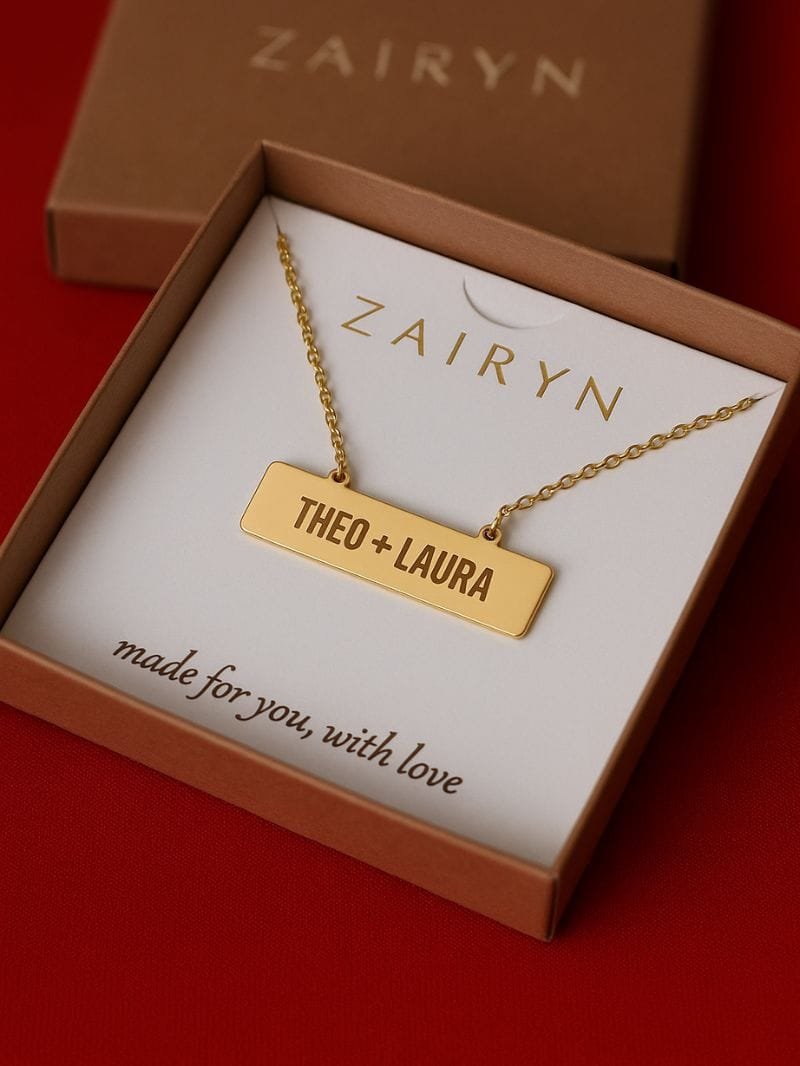 ZAIRYN
ZAIRYN
THEO + LAURA
made for you, with love